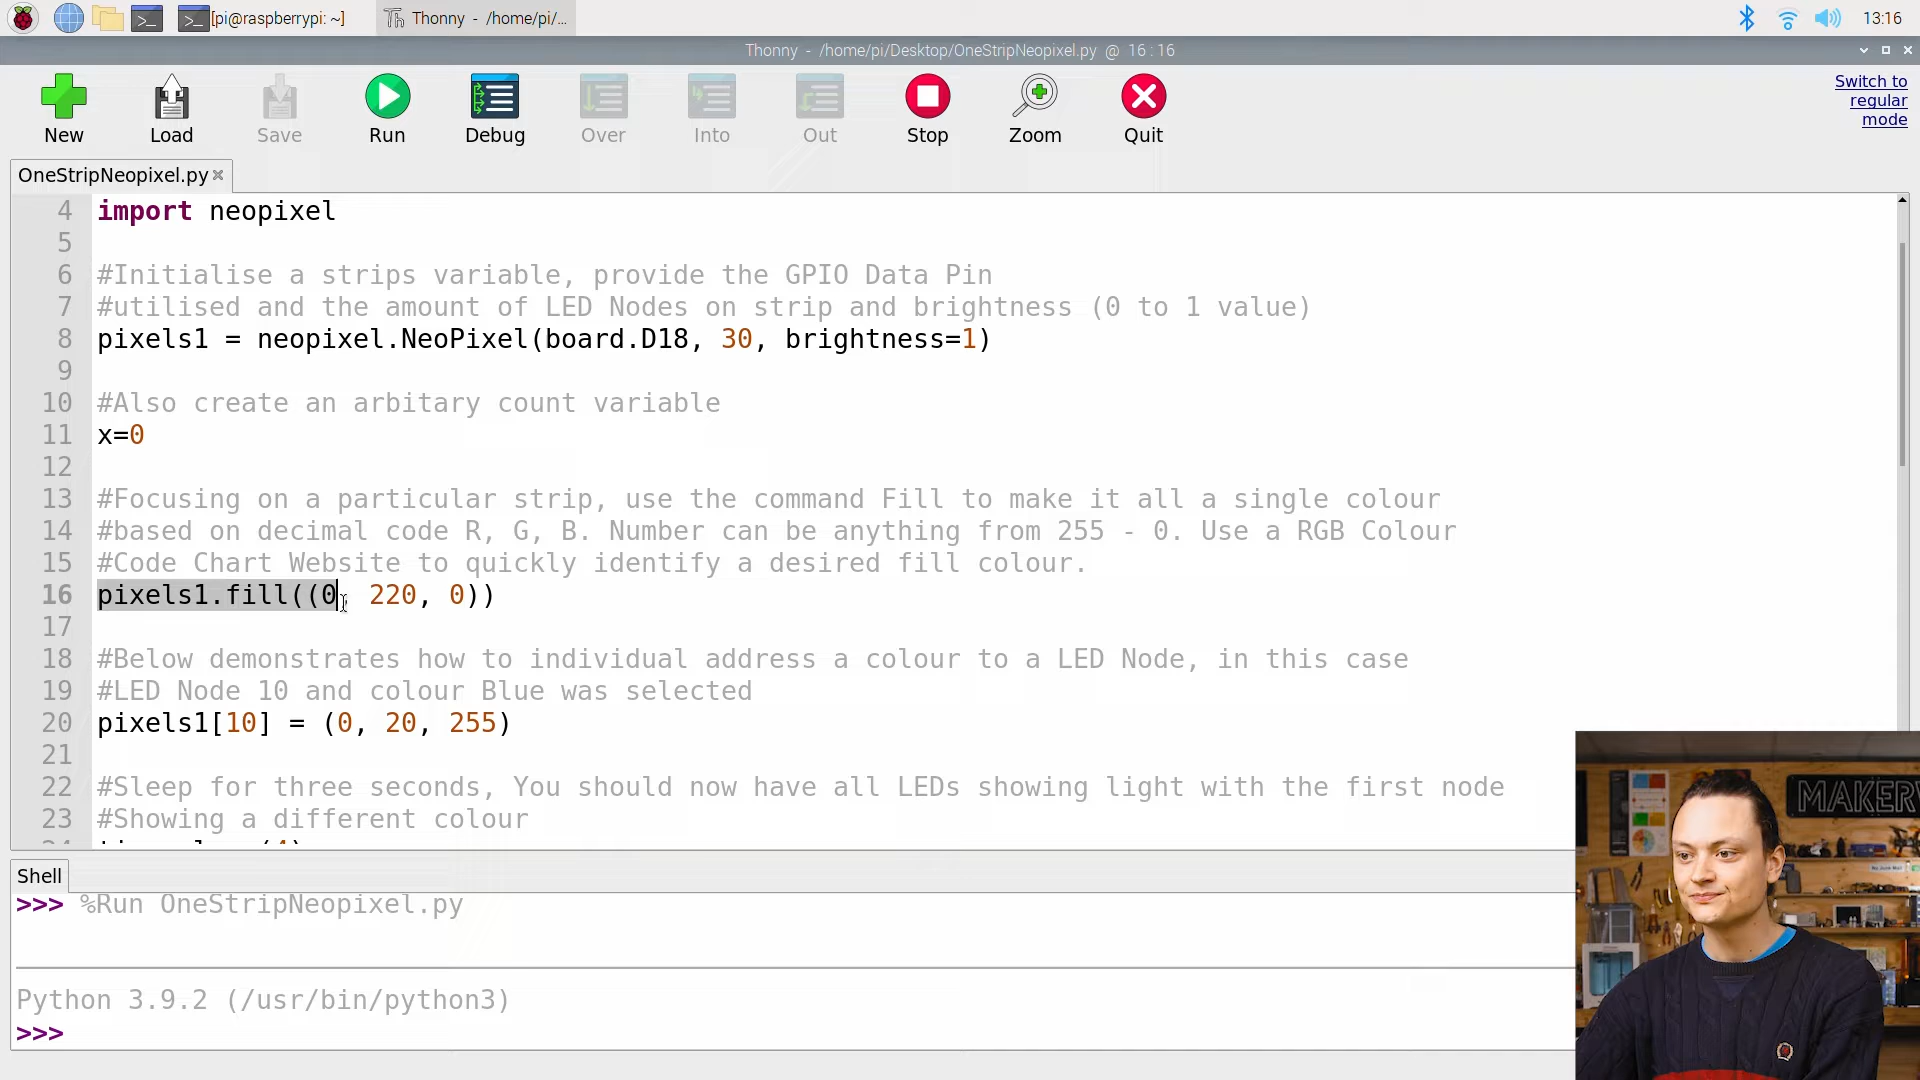 [pi@raspberrypi: ~]
Thonny - /home/pi/...
13:16
Thonny - /home/pi/Desktop/OneStripNeopixel.py @ 16:16
New
Load
Save
Run
Debug
Over
Into
Out
Stop
Zoom
Quit
Switch to
regular
mode
OneStripNeopixel.py
4 import neopixel
5
6 #Initialise a strips variable, provide the GPIO Data Pin
7 #utilised and the amount of LED Nodes on strip and brightness (0 to 1 value)
8 pixels1 = neopixel.NeoPixel(board.D18, 30, brightness=1)
9
10 #Also create an arbitary count variable
11 x=0
12
13 #Focusing on a particular strip, use the command Fill to make it all a single colour
14 #based on decimal code R, G, B. Number can be anything from 255 - 0. Use a RGB Colour
15 #Code Chart Website to quickly identify a desired fill colour.
16 pixels1.fill((0, 220, 0))
17
18 #Below demonstrates how to individual address a colour to a LED Node, in this case
19 #LED Node 10 and colour Blue was selected
20 pixels1[10] = (0, 20, 255)
21
22 #Sleep for three seconds, You should now have all LEDs showing light with the first node
23 #Showing a different colour
Shell
>>> %Run OneStripNeopixel.py
Python 3.9.2 (/usr/bin/python3)
>>>
MAKERV